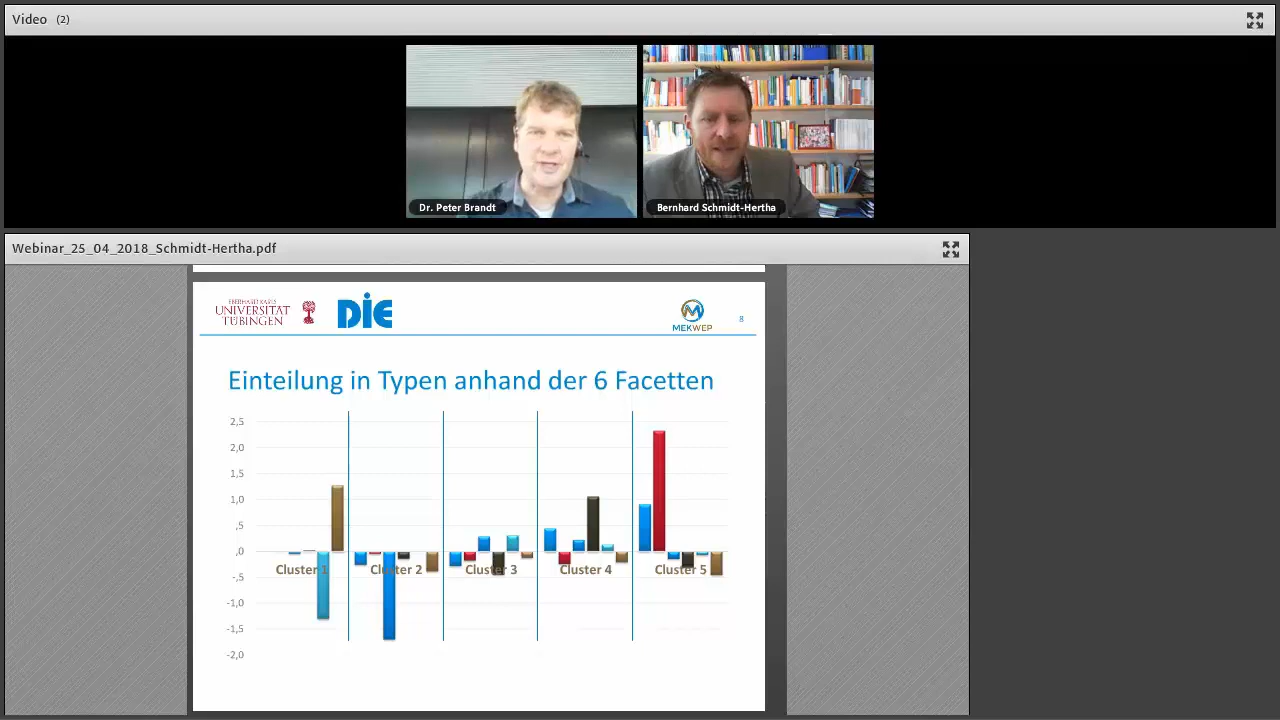 Video (2)
Dr. Peter Brandt
Bernhard Schmidt-Hertha
Webinar_25_04_2018_Schmidt-Hertha.pdf
EBERHARD KARLS
UNIVERSITÄT
TÜBINGEN
DIE
MEKWEP
8
Einteilung in Typen anhand der 6 Facetten
2,5
2,0
1,5
1,0
,5
,0
-,5
-1,0
-1,5
-2,0
Cluster 1
Cluster 2
Cluster 3
Cluster 4
Cluster 5